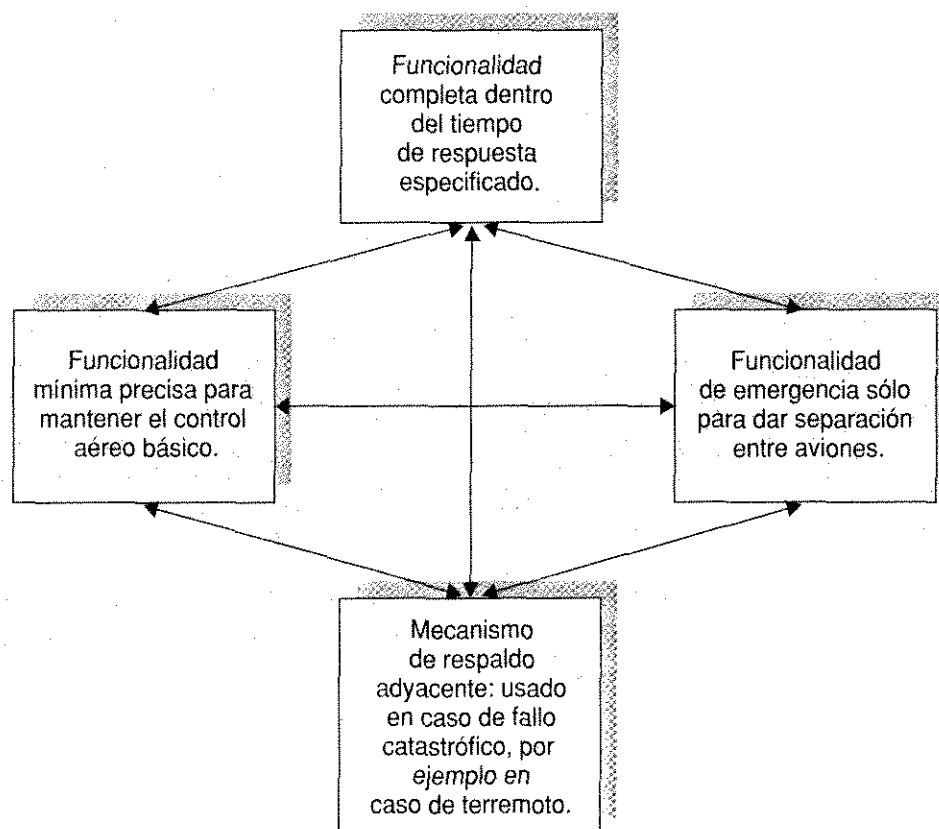 Funcionalidad
completa dentro
del tiempo
de respuesta
especificado.
Funcionalidad
mínima precisa para
mantener el control
aéreo básico.
Funcionalidad
de emergencia sólo
para dar separación
entre aviones.
Mecanismo
de respaldo
adyacente: usado
en caso de fallo
catastrófico, por
ejemplo en
caso de terremoto.